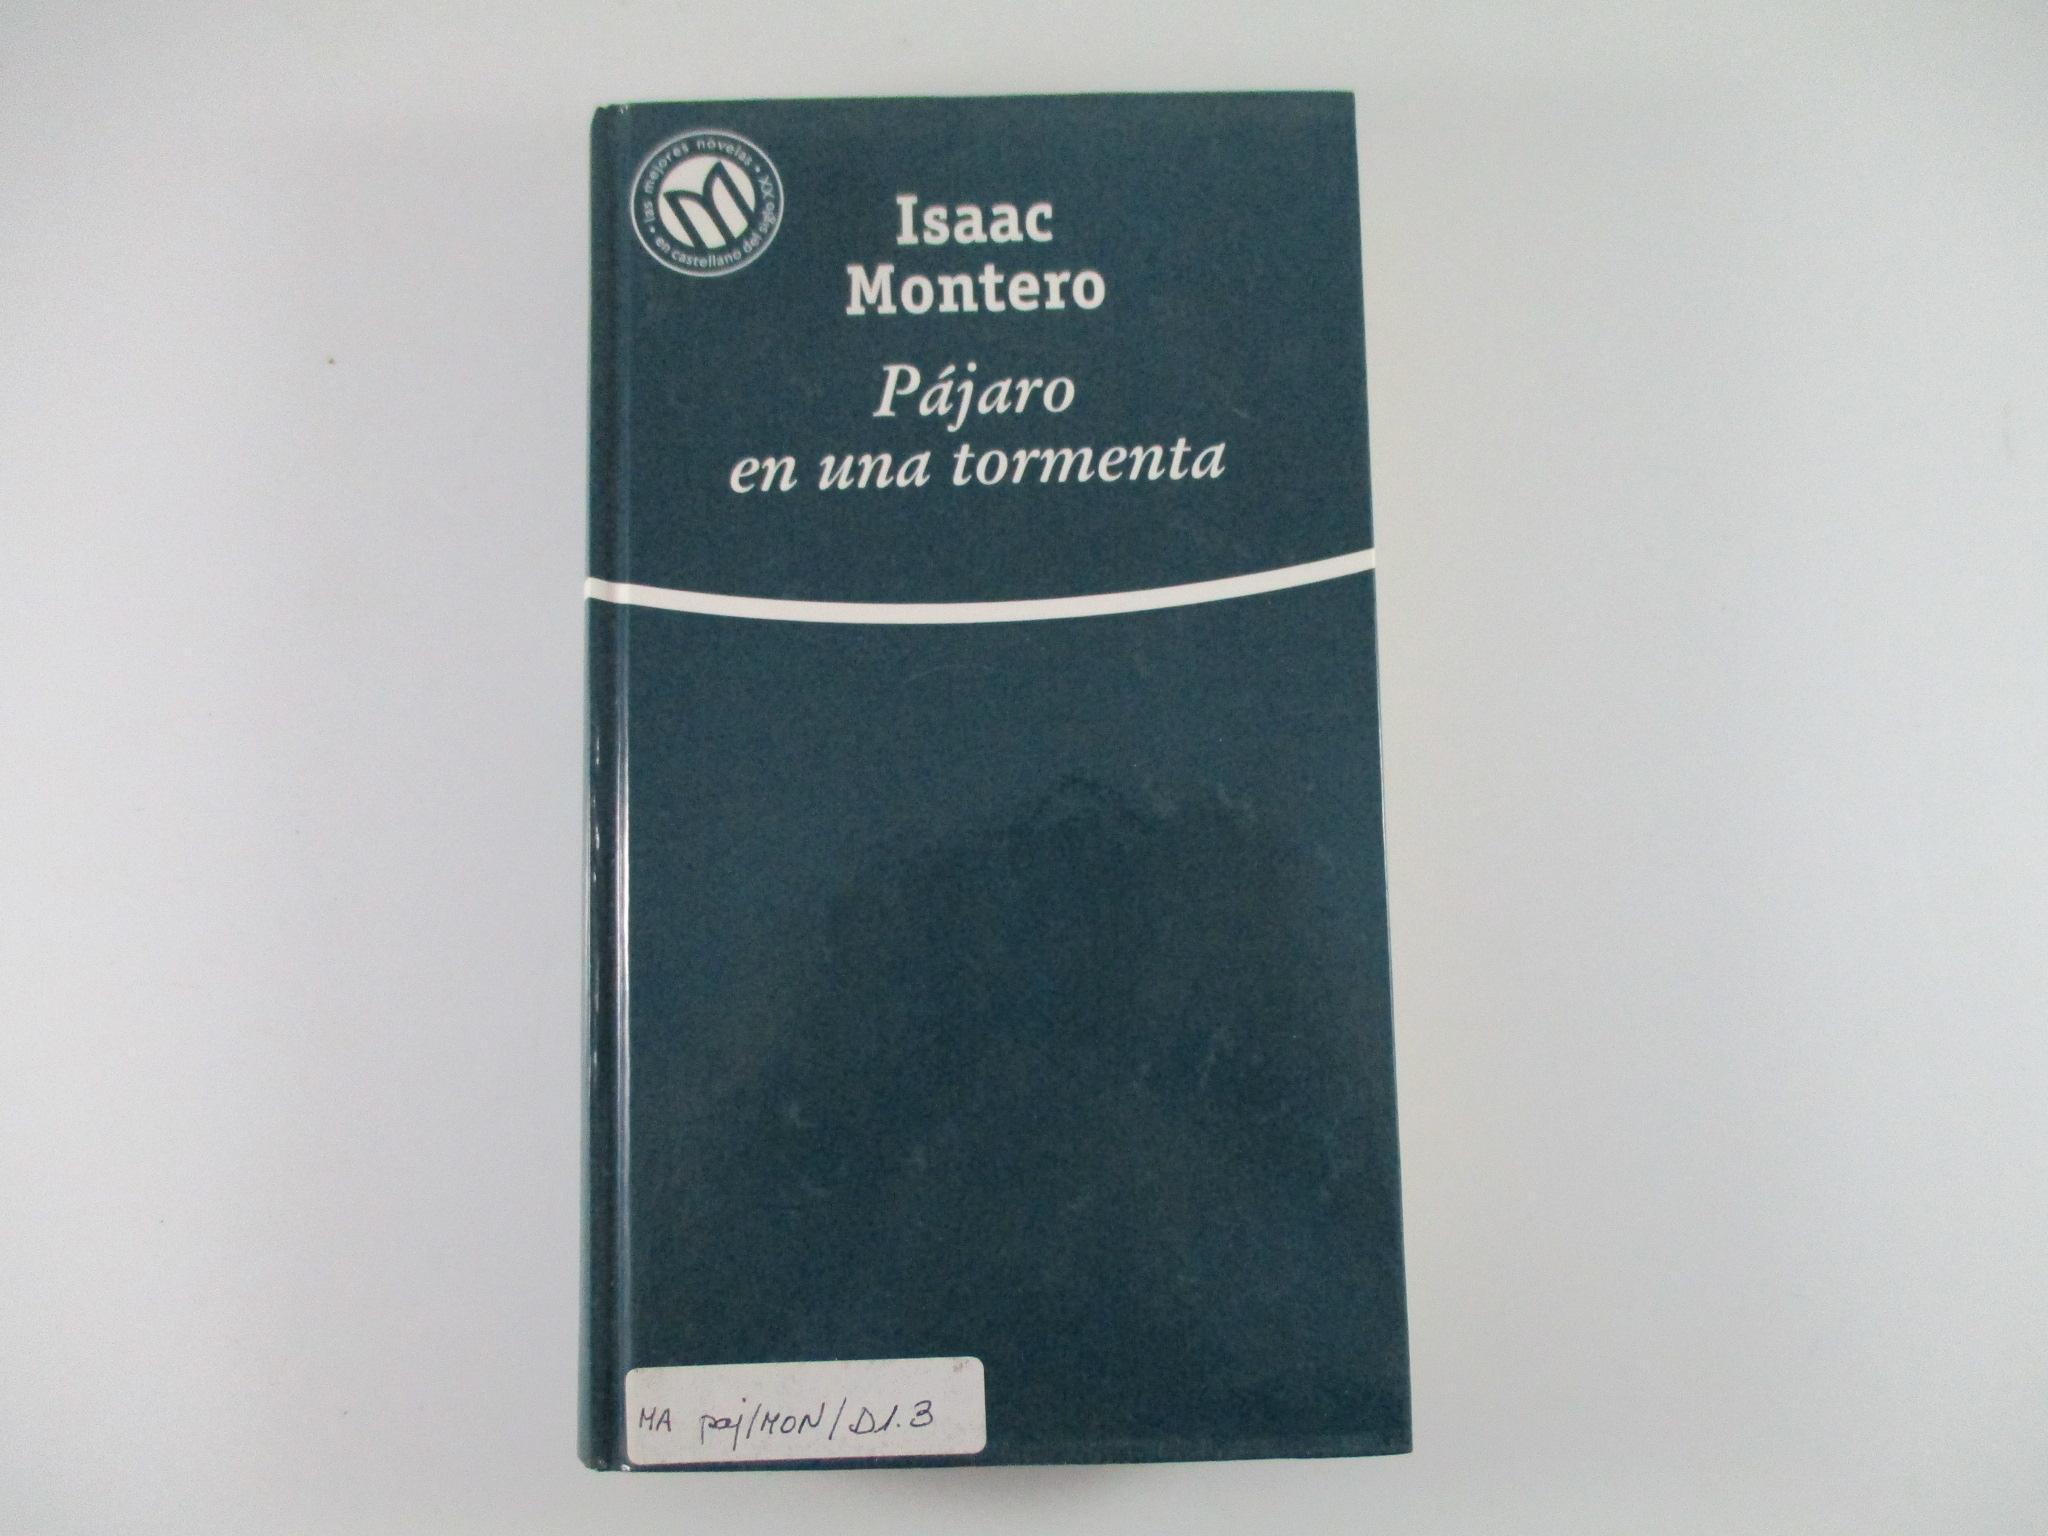 las mejores novelas
en castellano del siglo XX
Isaac
Montero
Pájaro
en una tormenta
MA paj/MON/D1.3